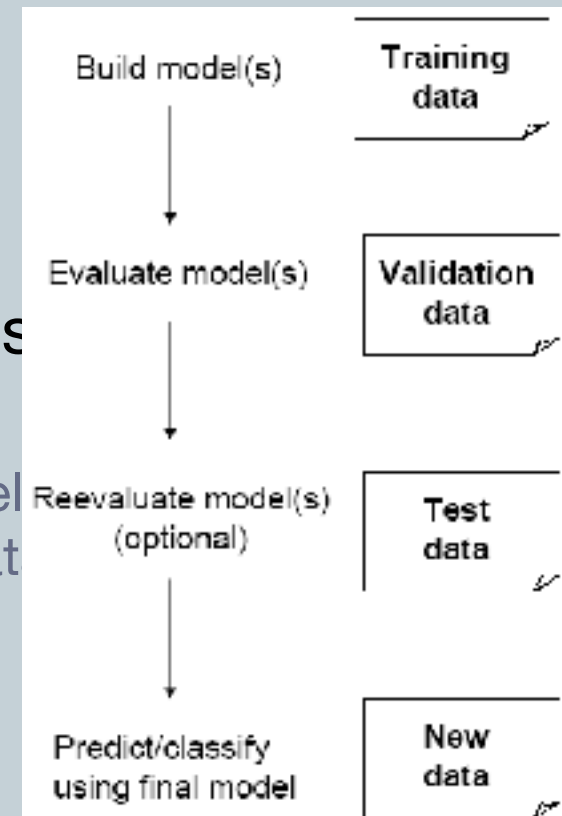 Build model(s)
Training
data
Evaluate model(s)
Validation
data
s
el
Reevaluate model(s)
(optional)
Test
data
Predict/classify
using final model
New
data